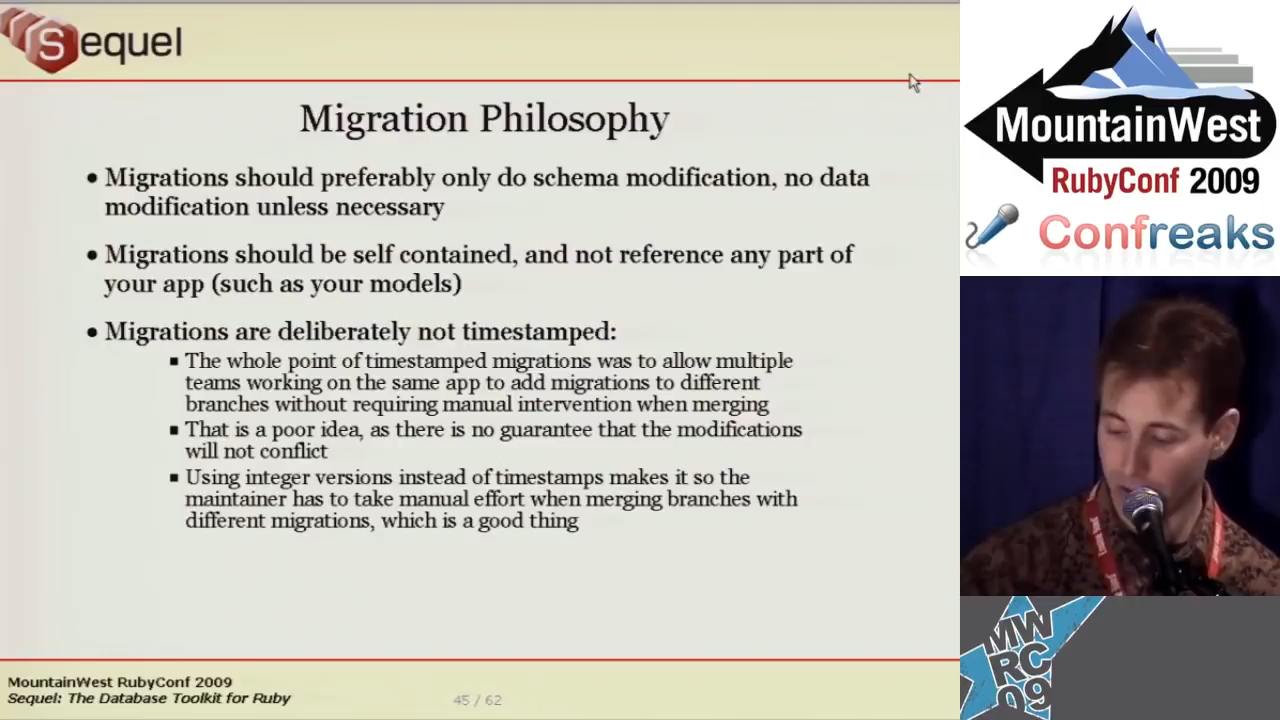 Sequel
Migration Philosophy
• Migrations should preferably only do schema modification, no data
modification unless necessary
• Migrations should be self contained, and not reference any part of
your app (such as your models)
• Migrations are deliberately not timestamped:
▪ The whole point of timestamped migrations was to allow multiple
teams working on the same app to add migrations to different
branches without requiring manual intervention when merging
▪ That is a poor idea, as there is no guarantee that the modifications
will not conflict
▪ Using integer versions instead of timestamps makes it so the
maintainer has to take manual effort when merging branches with
different migrations, which is a good thing
MountainWest RubyConf 2009
Sequel: The Database Toolkit for Ruby
45 / 62
MountainWest
RubyConf 2009
Confreaks
MW
RC
09